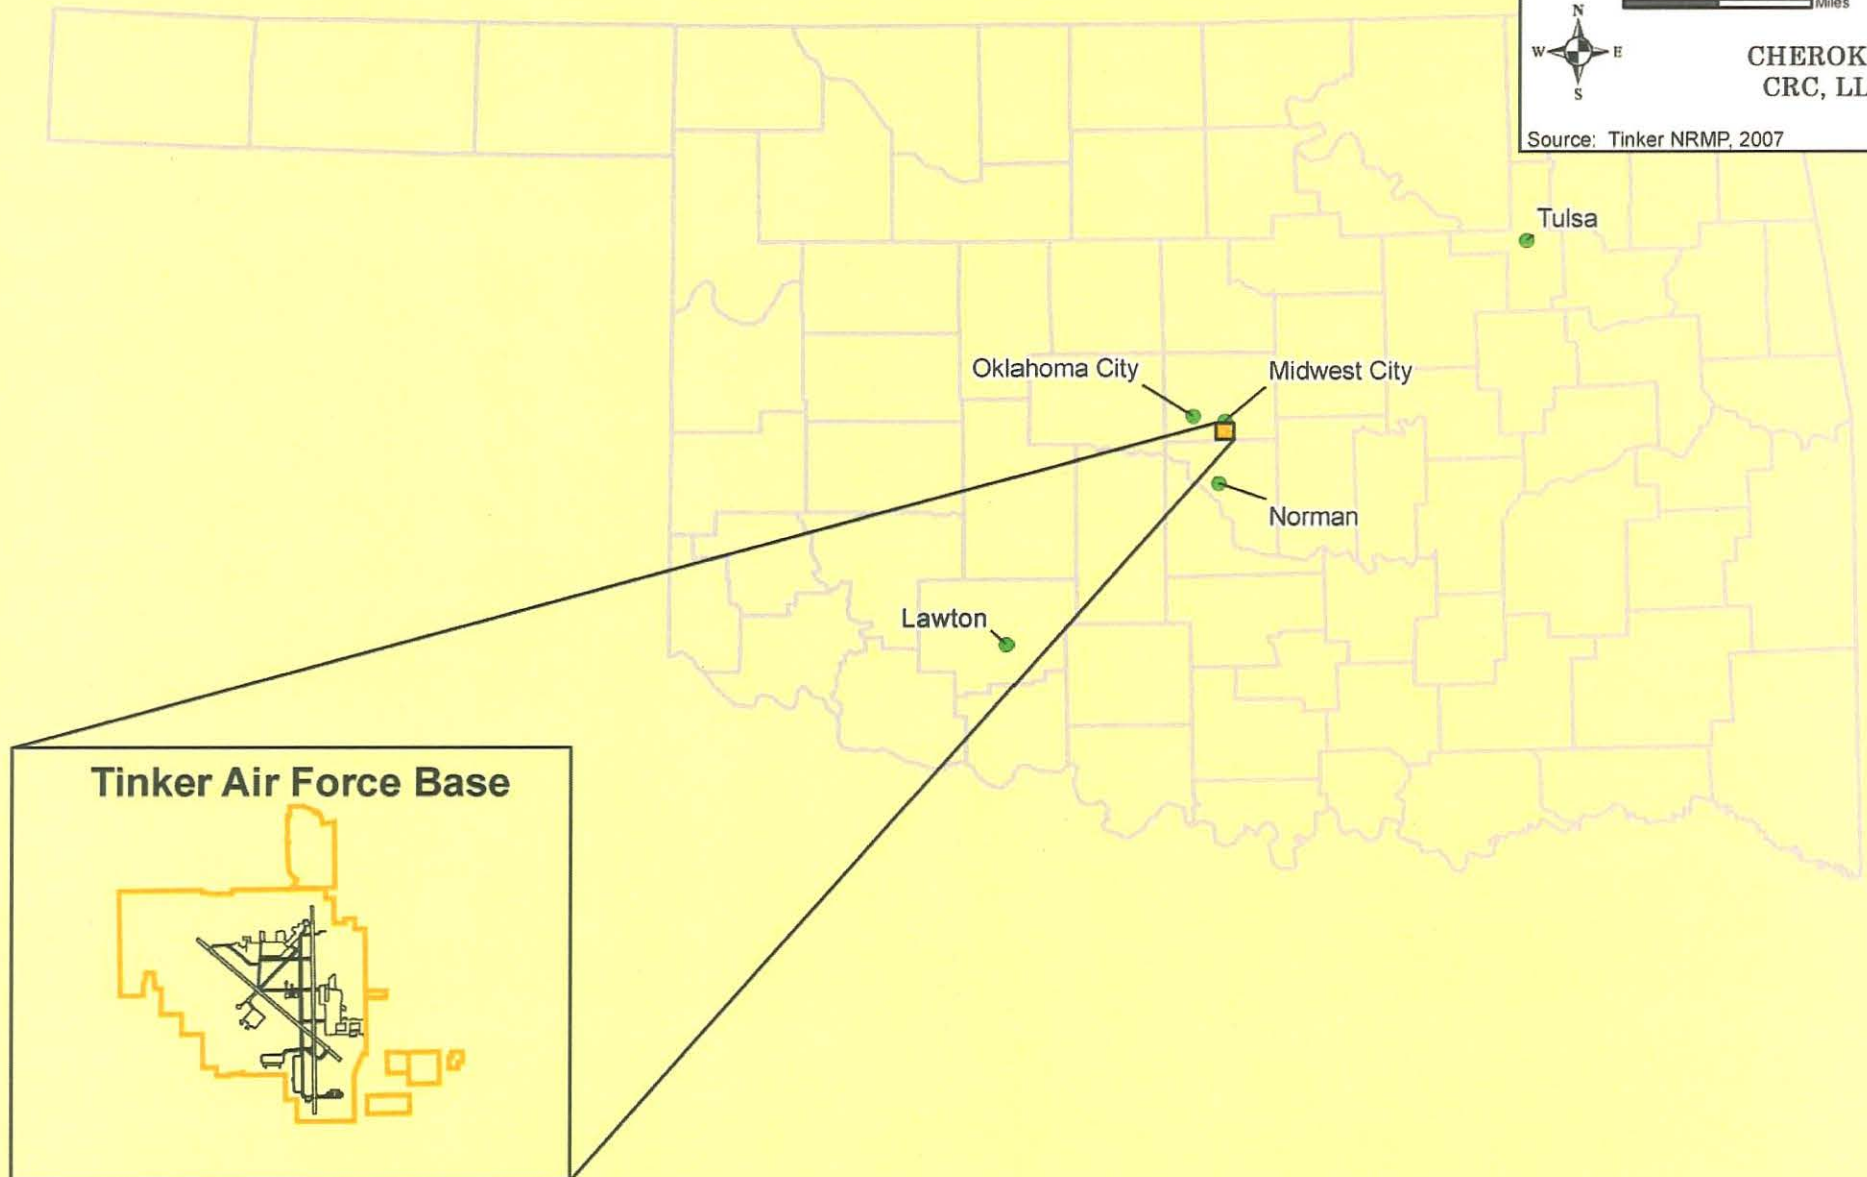 Miles
N
W E
S
CHEROK
CRC, LL
Source: Tinker NRMP, 2007
Tulsa
Oklahoma City
Midwest City
Norman
Lawton
Tinker Air Force Base